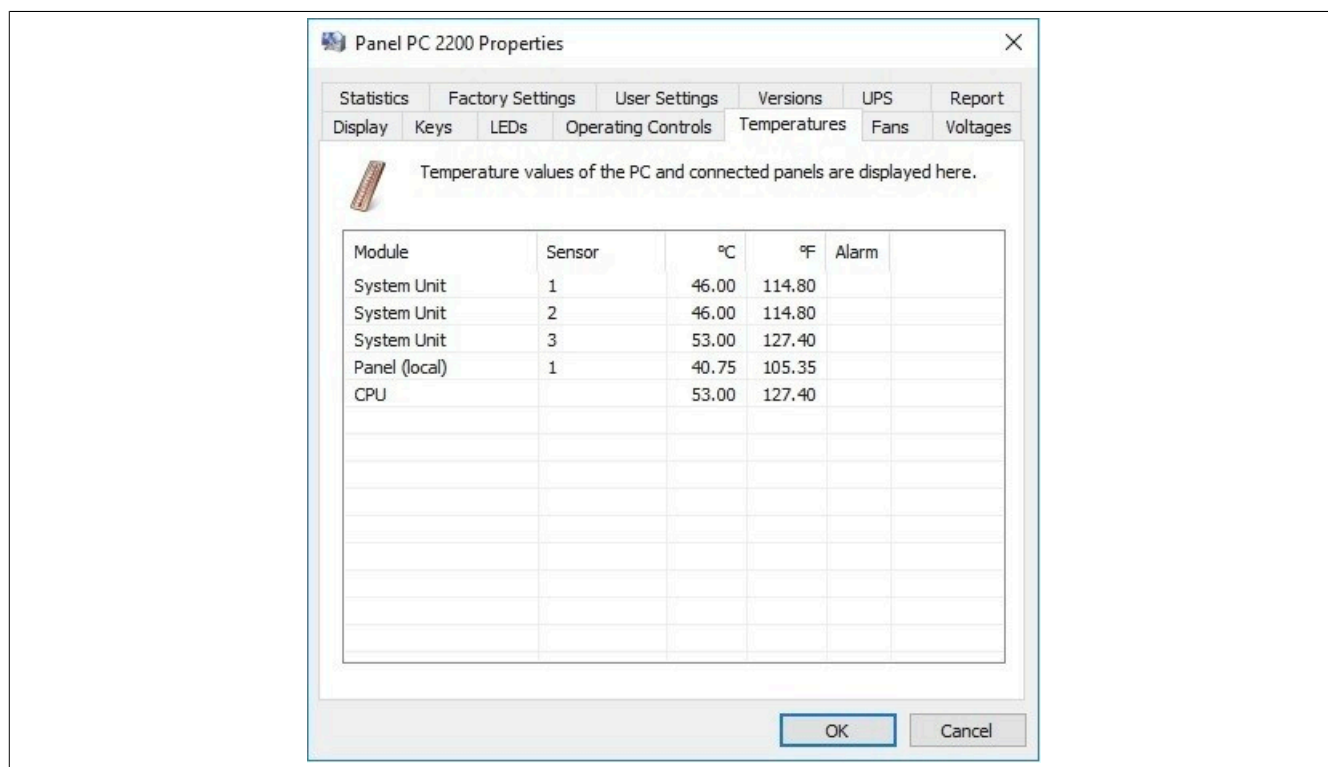 Panel PC 2200 Properties
Statistics Factory Settings User Settings Versions UPS Report
Display Keys LEDs Operating Controls Temperatures Fans Voltages
Temperature values of the PC and connected panels are displayed here.
Module Sensor °C °F Alarm
System Unit 1 46.00 114.80
System Unit 2 46.00 114.80
System Unit 3 53.00 127.40
Panel (local) 1 40.75 105.35
CPU 53.00 127.40
OK Cancel